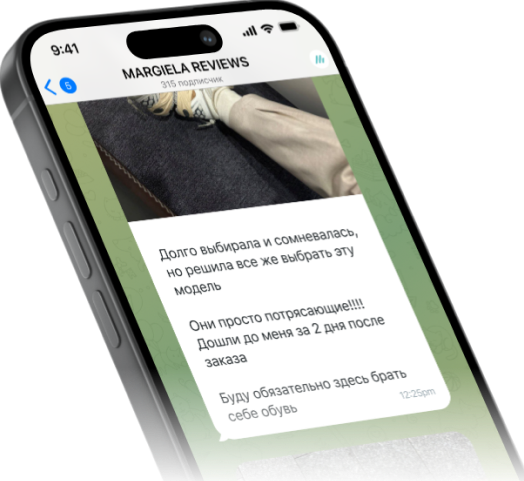 9:41
5
MARGIELA REVIEWS
315 подписчик
Долго выбирала и сомневалась,
но решила все же выбрать эту
модель
Они просто потрясающие!!!!
Дошли до меня за 2 дня после
заказа
Буду обязательно здесь брать
себе обувь
12:25pm